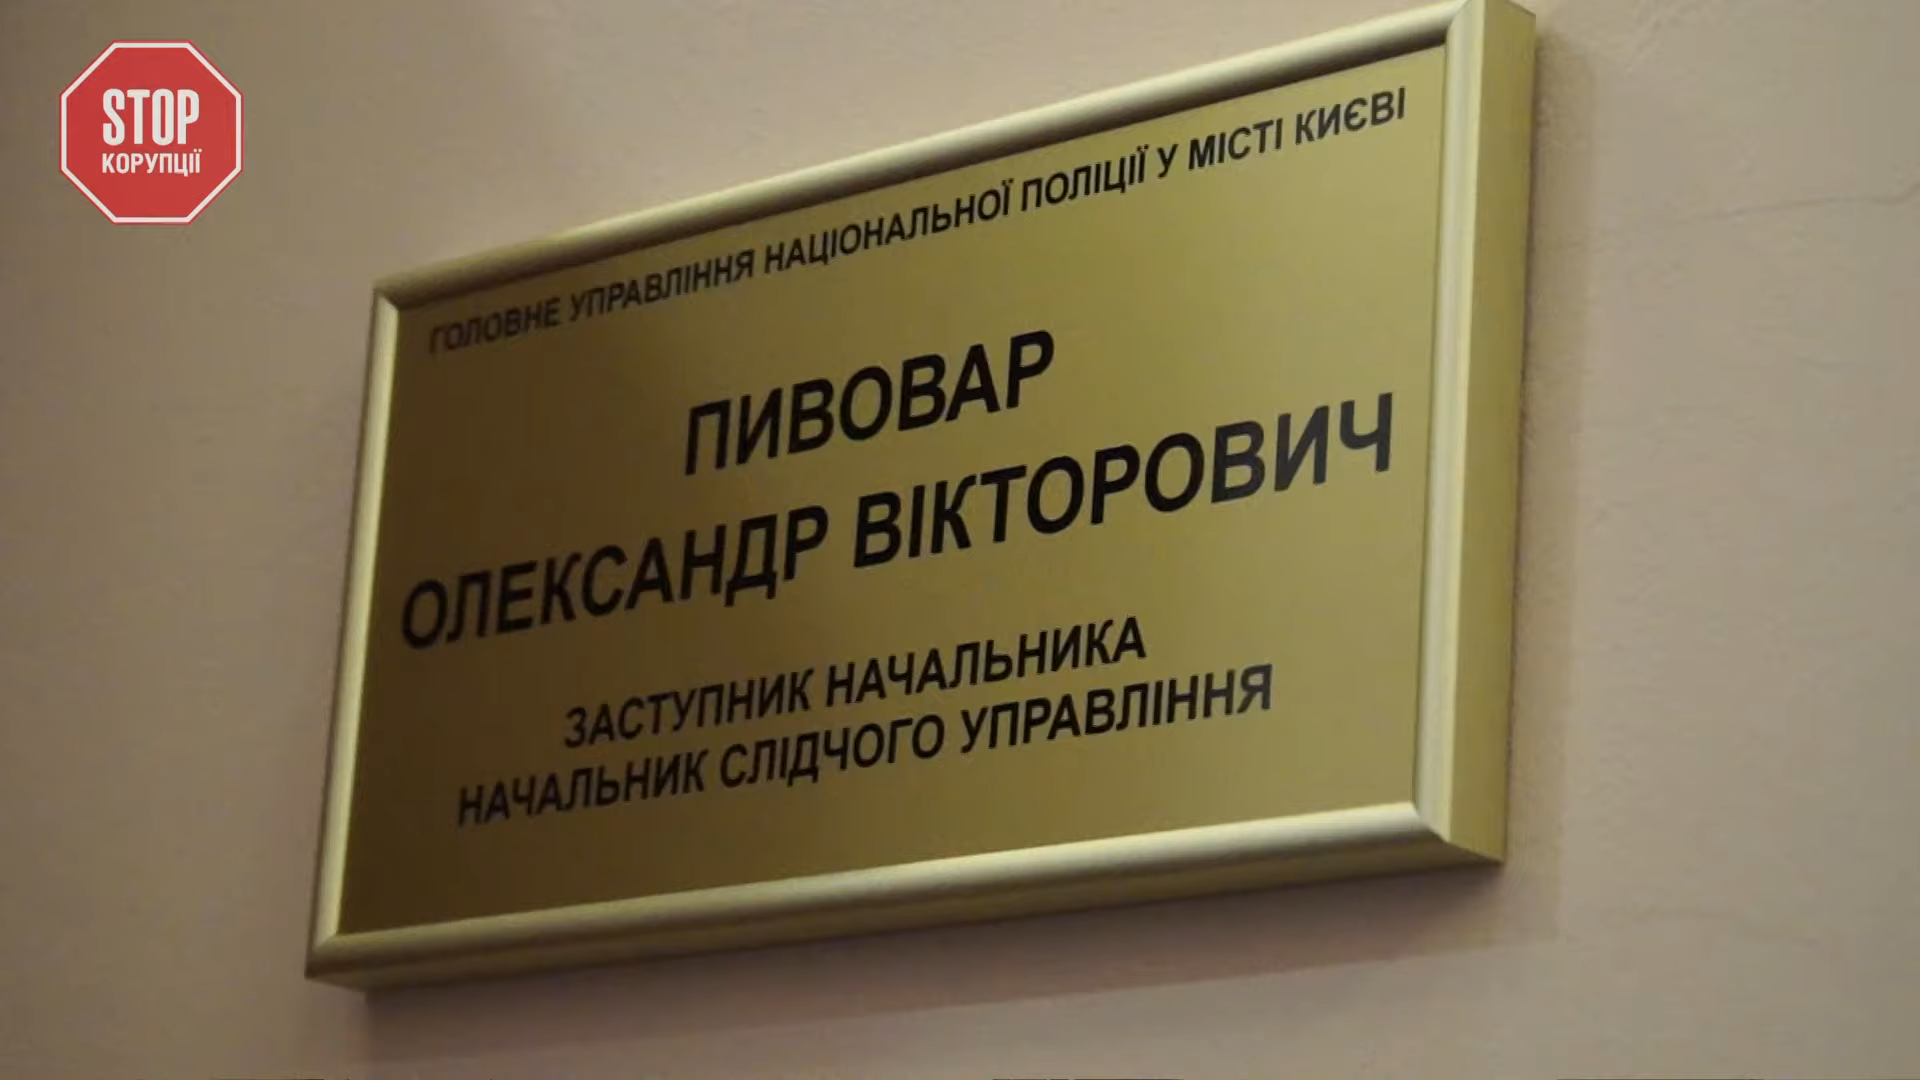 STOP
КОРУПЦІЇ
ГОЛОВНЕ УПРАВЛІННЯ НАЦІОНАЛЬНОЇ ПОЛІЦІЇ У МІСТІ КИЄВІ
ПИВОВАР
ОЛЕКСАНДР ВІКТОРОВИЧ
ЗАСТУПНИК НАЧАЛЬНИКА
НАЧАЛЬНИК СЛІДЧОГО УПРАВЛІННЯ